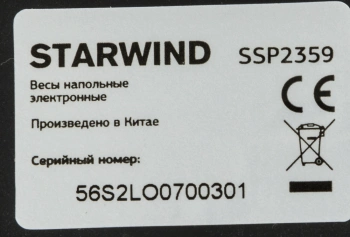 STARWIND SSP2359
Весы напольные
электронные
Произведено в Китае
CE
Серийный номер:
56S2LO0700301